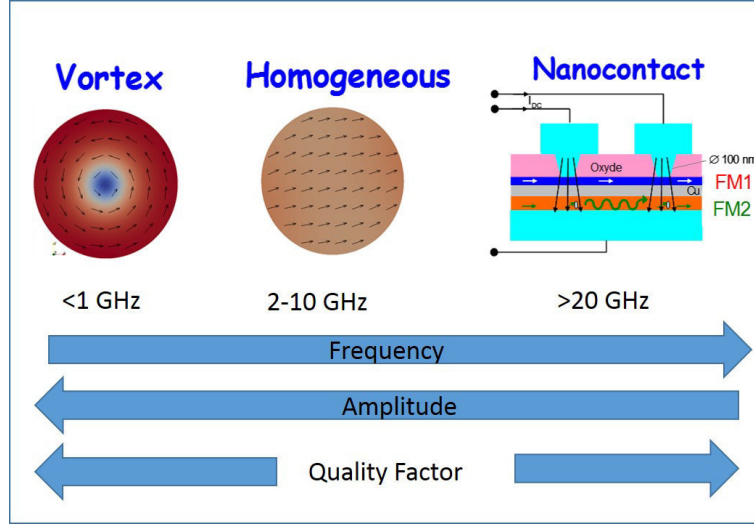 Vortex
Homogeneous
Nanocontact
I_DC
Ø 100 nm
Oxyde
FM1
Cu
FM2
<1 GHz
2-10 GHz
>20 GHz
Frequency
Amplitude
Quality Factor